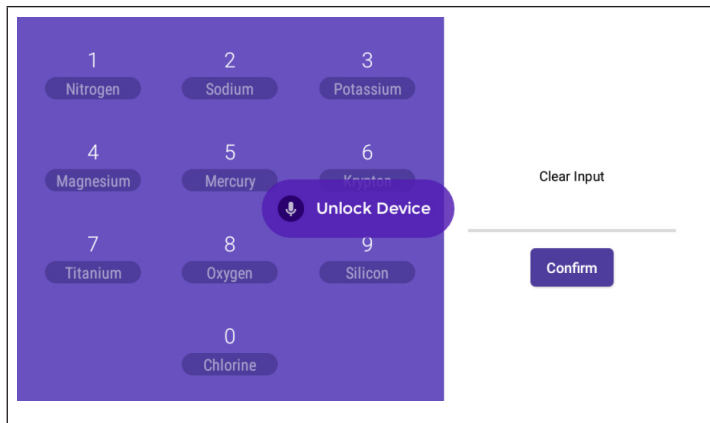 1 2 3
Nitrogen Sodium Potassium
4 5 6
Magnesium Mercury Krypton
Clear Input
Unlock Device
7 8 9
Titanium Oxygen Silicon
Confirm
0
Chlorine